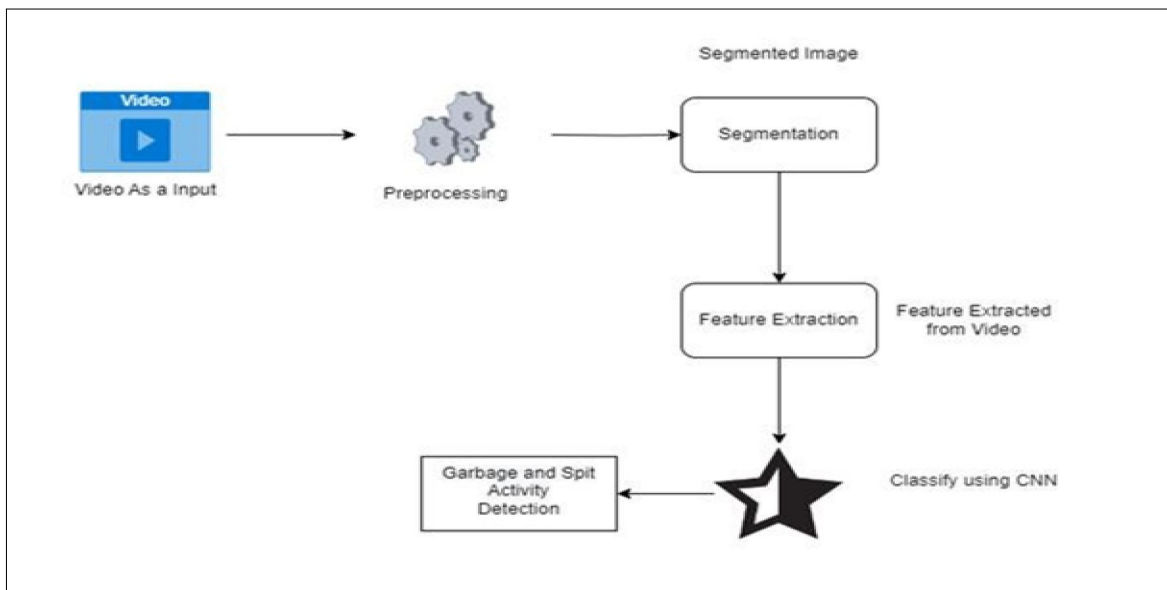 Segmented Image
Video
Segmentation
Video As a Input
Preprocessing
Feature Extraction
Feature Extracted
from Video
Garbage and Spit
Activity
Detection
Classify using CNN